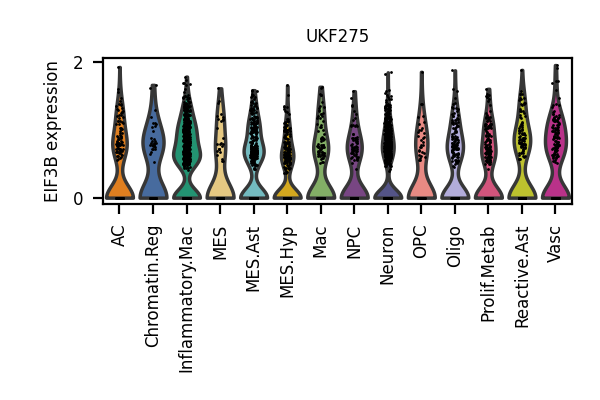 UKF275
EIF3B expression
2
0
AC
Chromatin.Reg
Inflammatory.Mac
MES
MES.Ast
MES.Hyp
Mac
NPC
Neuron
OPC
Oligo
Prolif.Metab
Reactive.Ast
Vasc